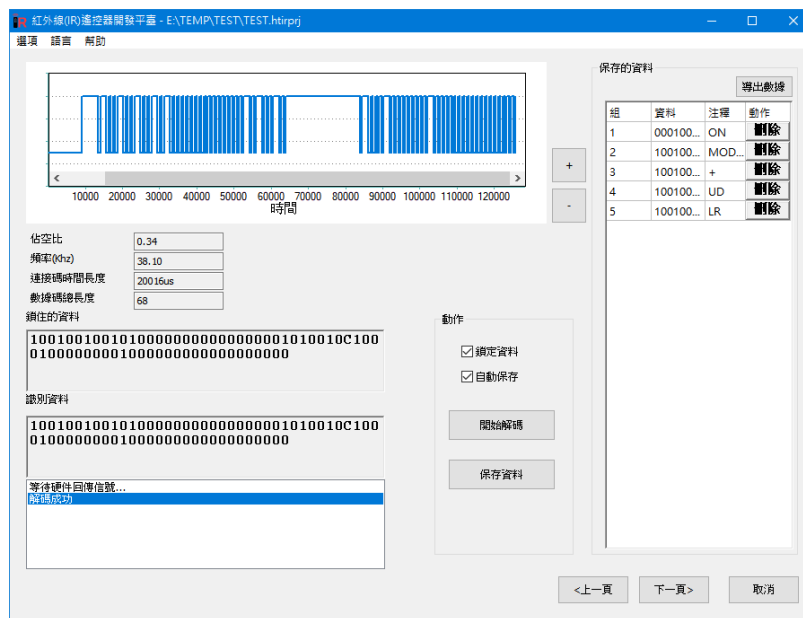 紅外線(IR)遙控器開發平臺 - E:\TEMP\TEST\TEST.htirprj
選項 語言 幫助
保存的資料
導出數據
組 資料 注釋 動作
1 000100... ON 刪除
2 100100... MOD... 刪除
3 100100... + 刪除
4 100100... UD 刪除
5 100100... LR 刪除
+
-
10000 20000 30000 40000 50000 60000 70000 80000 90000 100000 110000 120000
時間
佔空比 0.34
頻率(Khz) 38.10
連接碼時間長度 20016us
數據碼總長度 68
鎖住的資料
10010010010100000000000000001010010C100
010000000001000000000000000000
識別資料
10010010010100000000000000001010010C100
010000000001000000000000000000
等待硬件回傳信號...
解碼成功
動作
鎖定資料
自動保存
開始解碼
保存資料
<上一頁 下一頁> 取消